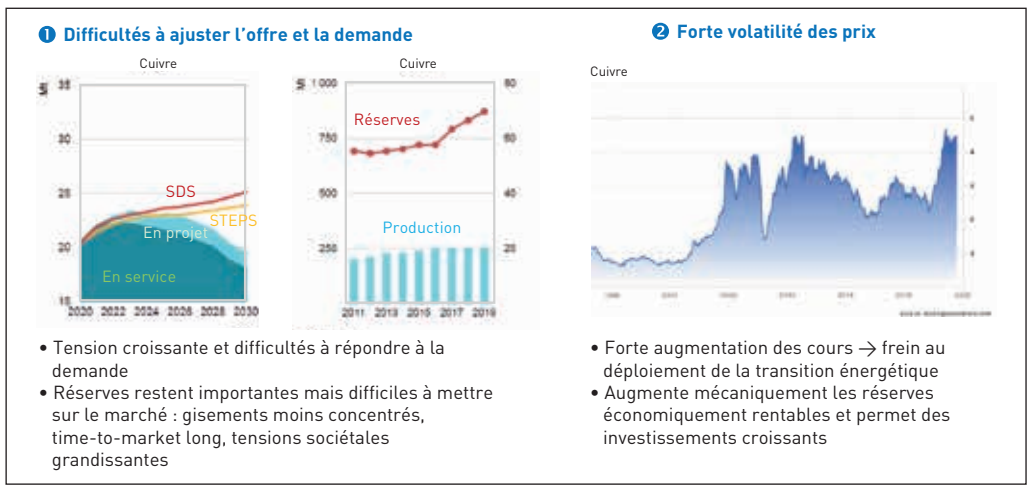 ❶ Difficultés à ajuster l’offre et la demande
Cuivre
Mt
35
30
25
20
15
SDS
STEPS
En projet
En service
2020 2022 2024 2026 2028 2030
Cuivre
Mt
1 000
750
500
250
80
60
40
20
Réserves
Production
2011 2013 2015 2017 2019
• Tension croissante et difficultés à répondre à la
demande
• Réserves restent importantes mais difficiles à mettre
sur le marché : gisements moins concentrés,
time-to-market long, tensions sociétales
grandissantes
❷ Forte volatilité des prix
Cuivre
• Forte augmentation des cours → frein au
déploiement de la transition énergétique
• Augmente mécaniquement les réserves
économiquement rentables et permet des
investissements croissants